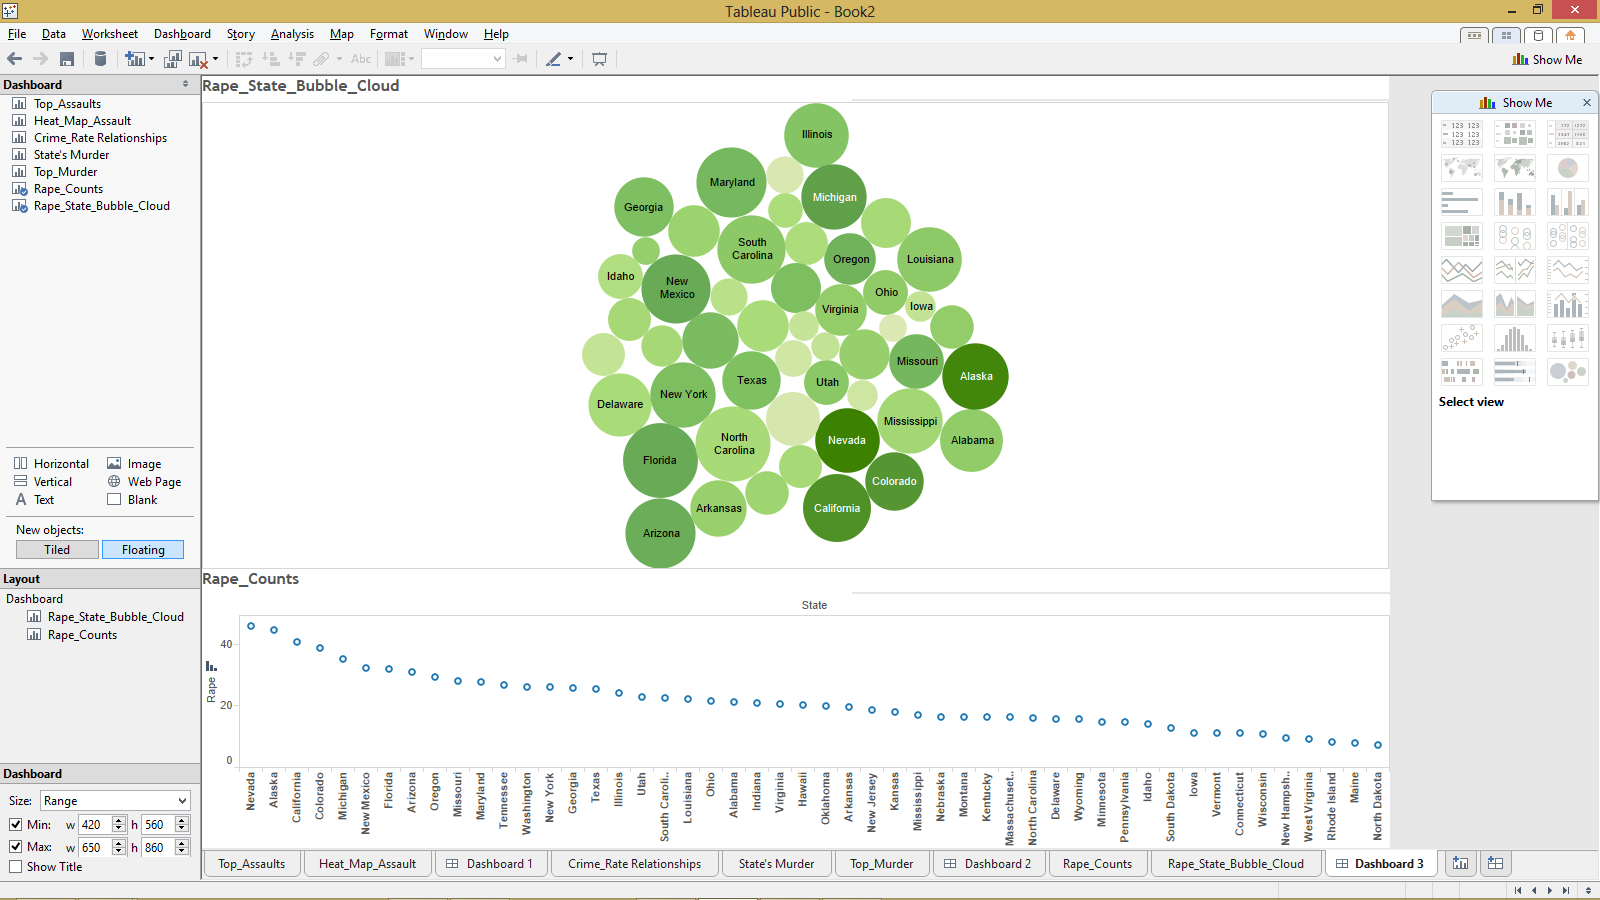 Tableau Public - Book2
File Data Worksheet Dashboard Story Analysis Map Format Window Help
Abc
Show Me
Dashboard
Top_Assaults
Heat_Map_Assault
Crime_Rate Relationships
State's Murder
Top_Murder
Rape_Counts
Rape_State_Bubble_Cloud
Horizontal Image
Vertical Web Page
A Text Blank
New objects:
Tiled Floating
Layout
Dashboard
Rape_State_Bubble_Cloud
Rape_Counts
Dashboard
Size: Range
Min: w 420 h 560
Max: w 650 h 860
Show Title
Rape_State_Bubble_Cloud
Illinois
Maryland
Michigan
Georgia
South
Carolina
Oregon
Louisiana
Idaho
New
Mexico
Ohio
Virginia
Iowa
Missouri
Alaska
Texas
Utah
New York
Delaware
Mississippi
North
Carolina
Nevada
Alabama
Florida
Colorado
Arkansas
California
Arizona
Rape_Counts
State
Rape
40
20
0
Nevada
Alaska
California
Colorado
Michigan
New Mexico
Florida
Arizona
Oregon
Missouri
Maryland
Tennessee
Washington
New York
Georgia
Texas
Illinois
Utah
South Caroli..
Louisiana
Ohio
Alabama
Indiana
Virginia
Hawaii
Oklahoma
Arkansas
New Jersey
Kansas
Mississippi
Nebraska
Montana
Kentucky
Massachuset..
North Carolina
Delaware
Wyoming
Minnesota
Pennsylvania
Idaho
South Dakota
Iowa
Vermont
Connecticut
Wisconsin
New Hampsh..
West Virginia
Rhode Island
Maine
North Dakota
Show Me
123 123
123 123
123 123
Select view
Top_Assaults Heat_Map_Assault Dashboard 1 Crime_Rate Relationships State's Murder Top_Murder Dashboard 2 Rape_Counts Rape_State_Bubble_Cloud Dashboard 3